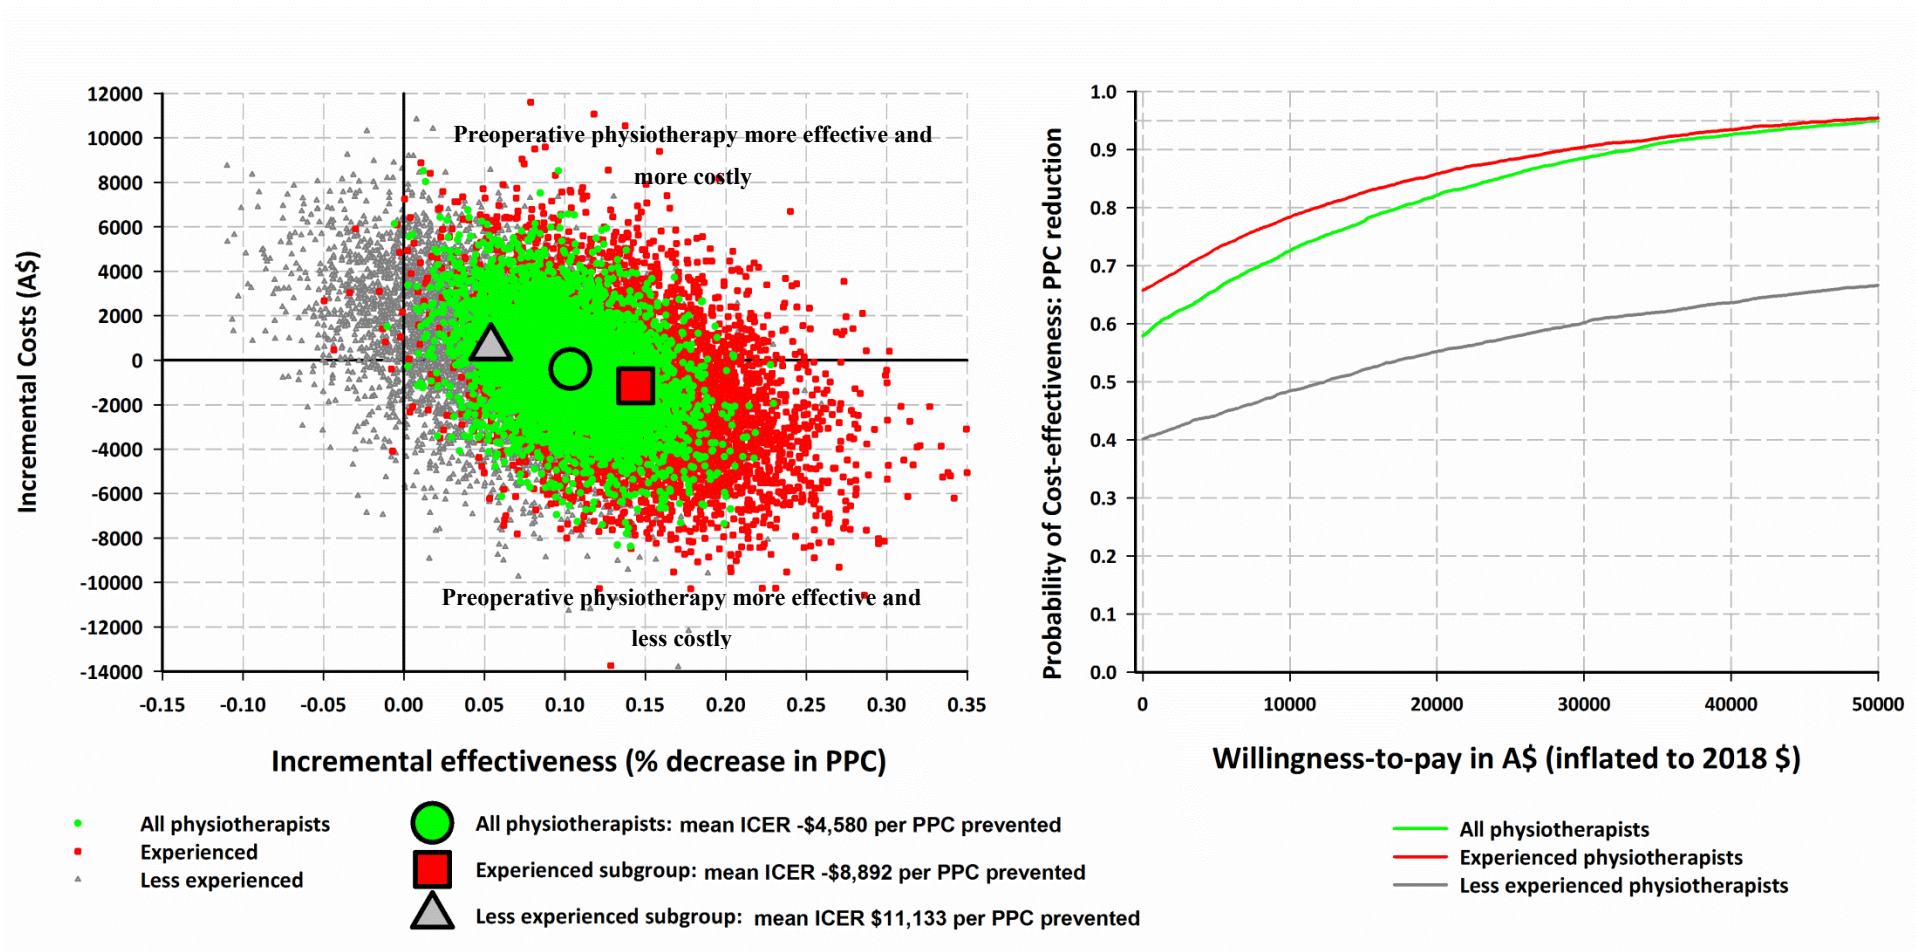 12000
10000
8000
6000
4000
2000
0
-2000
-4000
-6000
-8000
-10000
-12000
-14000
Incremental Costs (A$)
Preoperative physiotherapy more effective and
more costly
Preoperative physiotherapy more effective and
less costly
-0.15 -0.10 -0.05 0.00 0.05 0.10 0.15 0.20 0.25 0.30 0.35
Incremental effectiveness (% decrease in PPC)
All physiotherapists
Experienced
Less experienced
All physiotherapists: mean ICER -$4,580 per PPC prevented
Experienced subgroup: mean ICER -$8,892 per PPC prevented
Less experienced subgroup: mean ICER $11,133 per PPC prevented
1.0
0.9
0.8
0.7
0.6
0.5
0.4
0.3
0.2
0.1
0.0
Probability of Cost-effectiveness: PPC reduction
0 10000 20000 30000 40000 50000
Willingness-to-pay in A$ (inflated to 2018 $)
All physiotherapists
Experienced physiotherapists
Less experienced physiotherapists